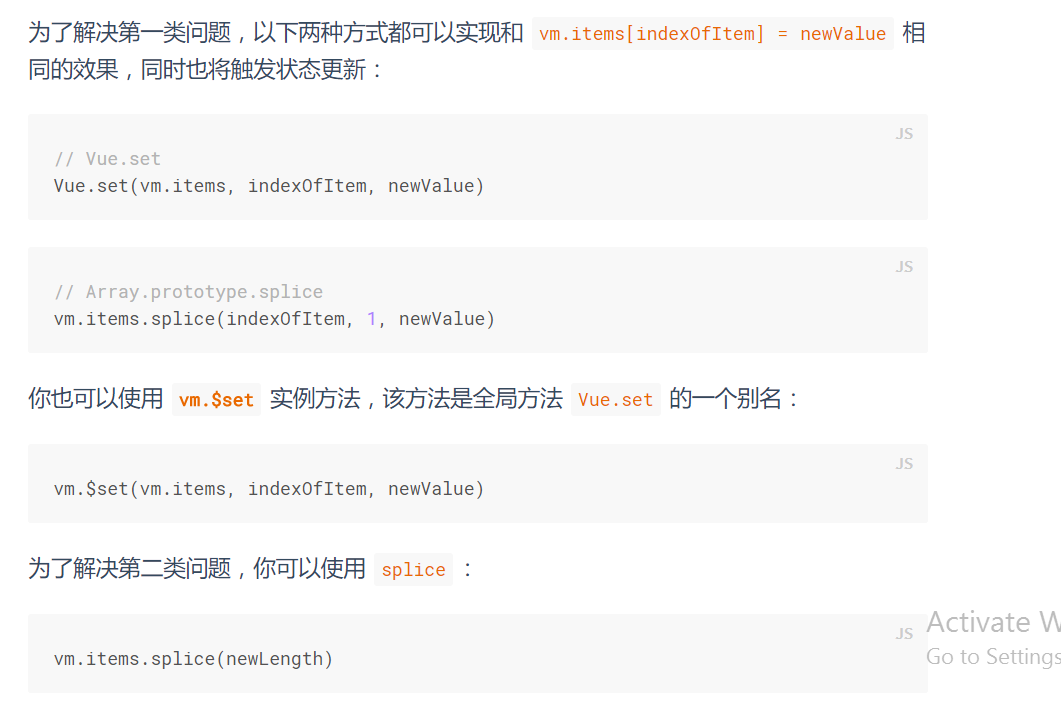 为了解决第一类问题，以下两种方式都可以实现和 vm.items[indexOfItem] = newValue 相
同的效果，同时也将触发状态更新：
JS
// Vue.set
Vue.set(vm.items, indexOfItem, newValue)
JS
// Array.prototype.splice
vm.items.splice(indexOfItem, 1, newValue)
你也可以使用 vm.$set 实例方法，该方法是全局方法 Vue.set 的一个别名：
JS
vm.$set(vm.items, indexOfItem, newValue)
为了解决第二类问题，你可以使用 splice ：
JS
vm.items.splice(newLength)
Activate W
Go to Settings